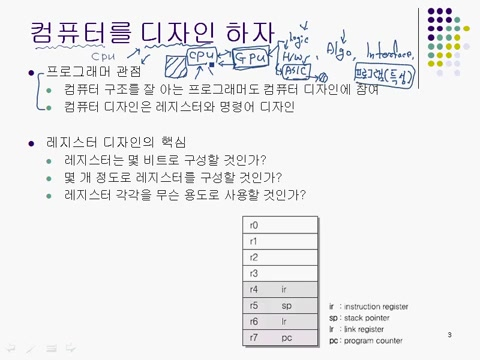 컴퓨터를 디자인 하자
CPU
CPU
GPU
Logic
H/W
ASIC
Algo
Interface,
프로그램(특성)
프로그래머 관점
컴퓨터 구조를 잘 아는 프로그래머도 컴퓨터 디자인에 참여
컴퓨터 디자인은 레지스터와 명령어 디자인
레지스터 디자인의 핵심
레지스터는 몇 비트로 구성할 것인가?
몇 개 정도로 레지스터를 구성할 것인가?
레지스터 각각을 무슨 용도로 사용할 것인가?
r0
r1
r2
r3
r4 ir
r5 sp
r6 lr
r7 pc
ir : instruction register
sp : stack pointer
lr : link register
pc : program counter
3